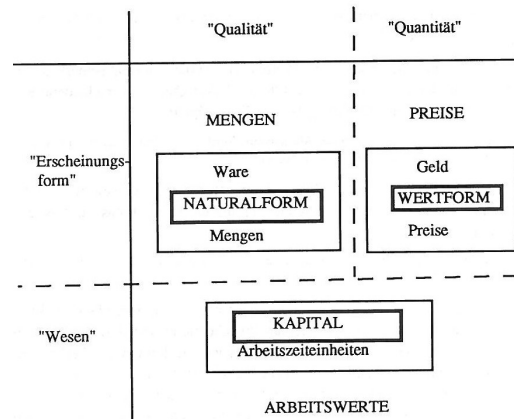 "Qualität" "Quantität"
MENGEN PREISE
"Erscheinungs-
form"
Ware
NATURALFORM
Mengen
Geld
WERTFORM
Preise
"Wesen"
KAPITAL
Arbeitszeiteinheiten
ARBEITSWERTE